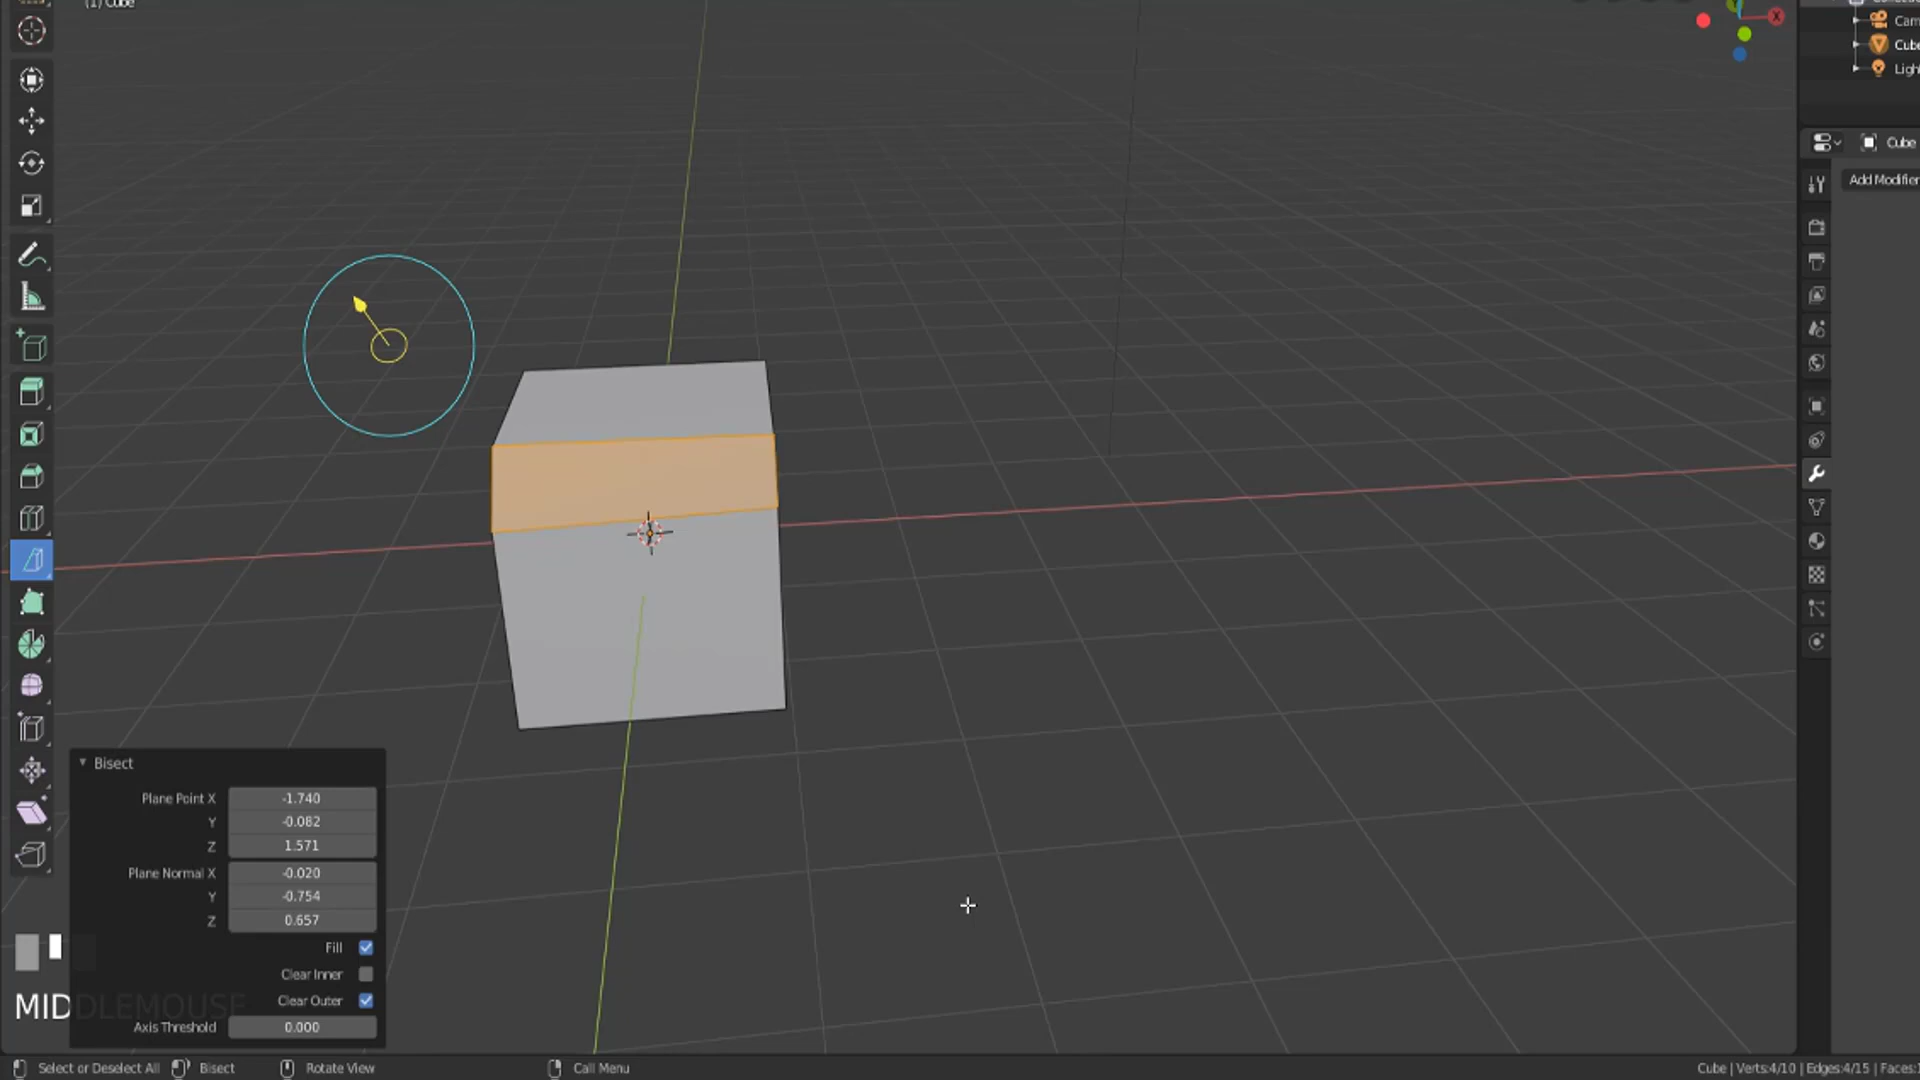 (1) Cube
Cam
Cube
Ligh
Cube
Add Modifier
Bisect
Plane Point X -1.740
Y -0.082
Z 1.571
Plane Normal X -0.020
Y -0.754
Z 0.657
Fill
Clear Inner
Clear Outer
Axis Threshold 0.000
MIDDLEMOUSE
Select or Deselect All Bisect Rotate View Call Menu Cube | Verts:4/10 | Edges:4/15 | Faces: